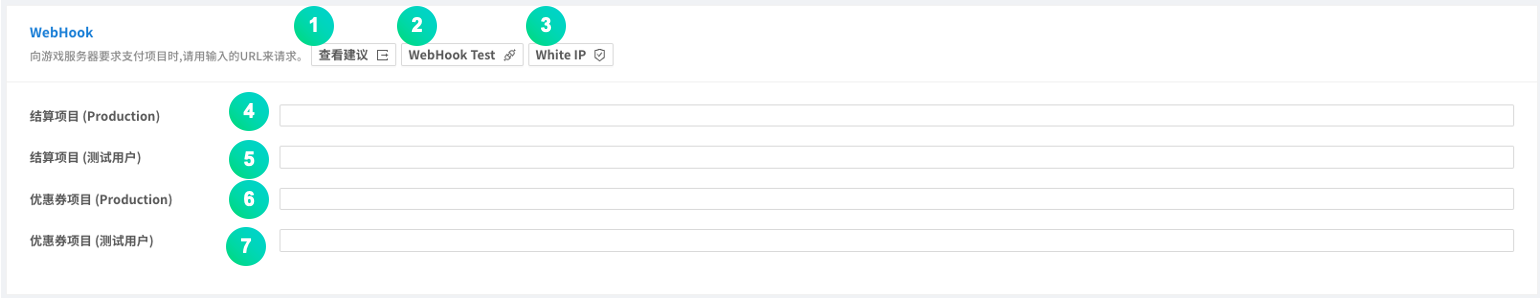 WebHook
1 2 3
向游戏服务器要求支付项目时,请用输入的URL来请求。 查看建议 WebHook Test White IP
结算项目 (Production) 4
结算项目 (测试用户) 5
优惠券项目 (Production) 6
优惠券项目 (测试用户) 7